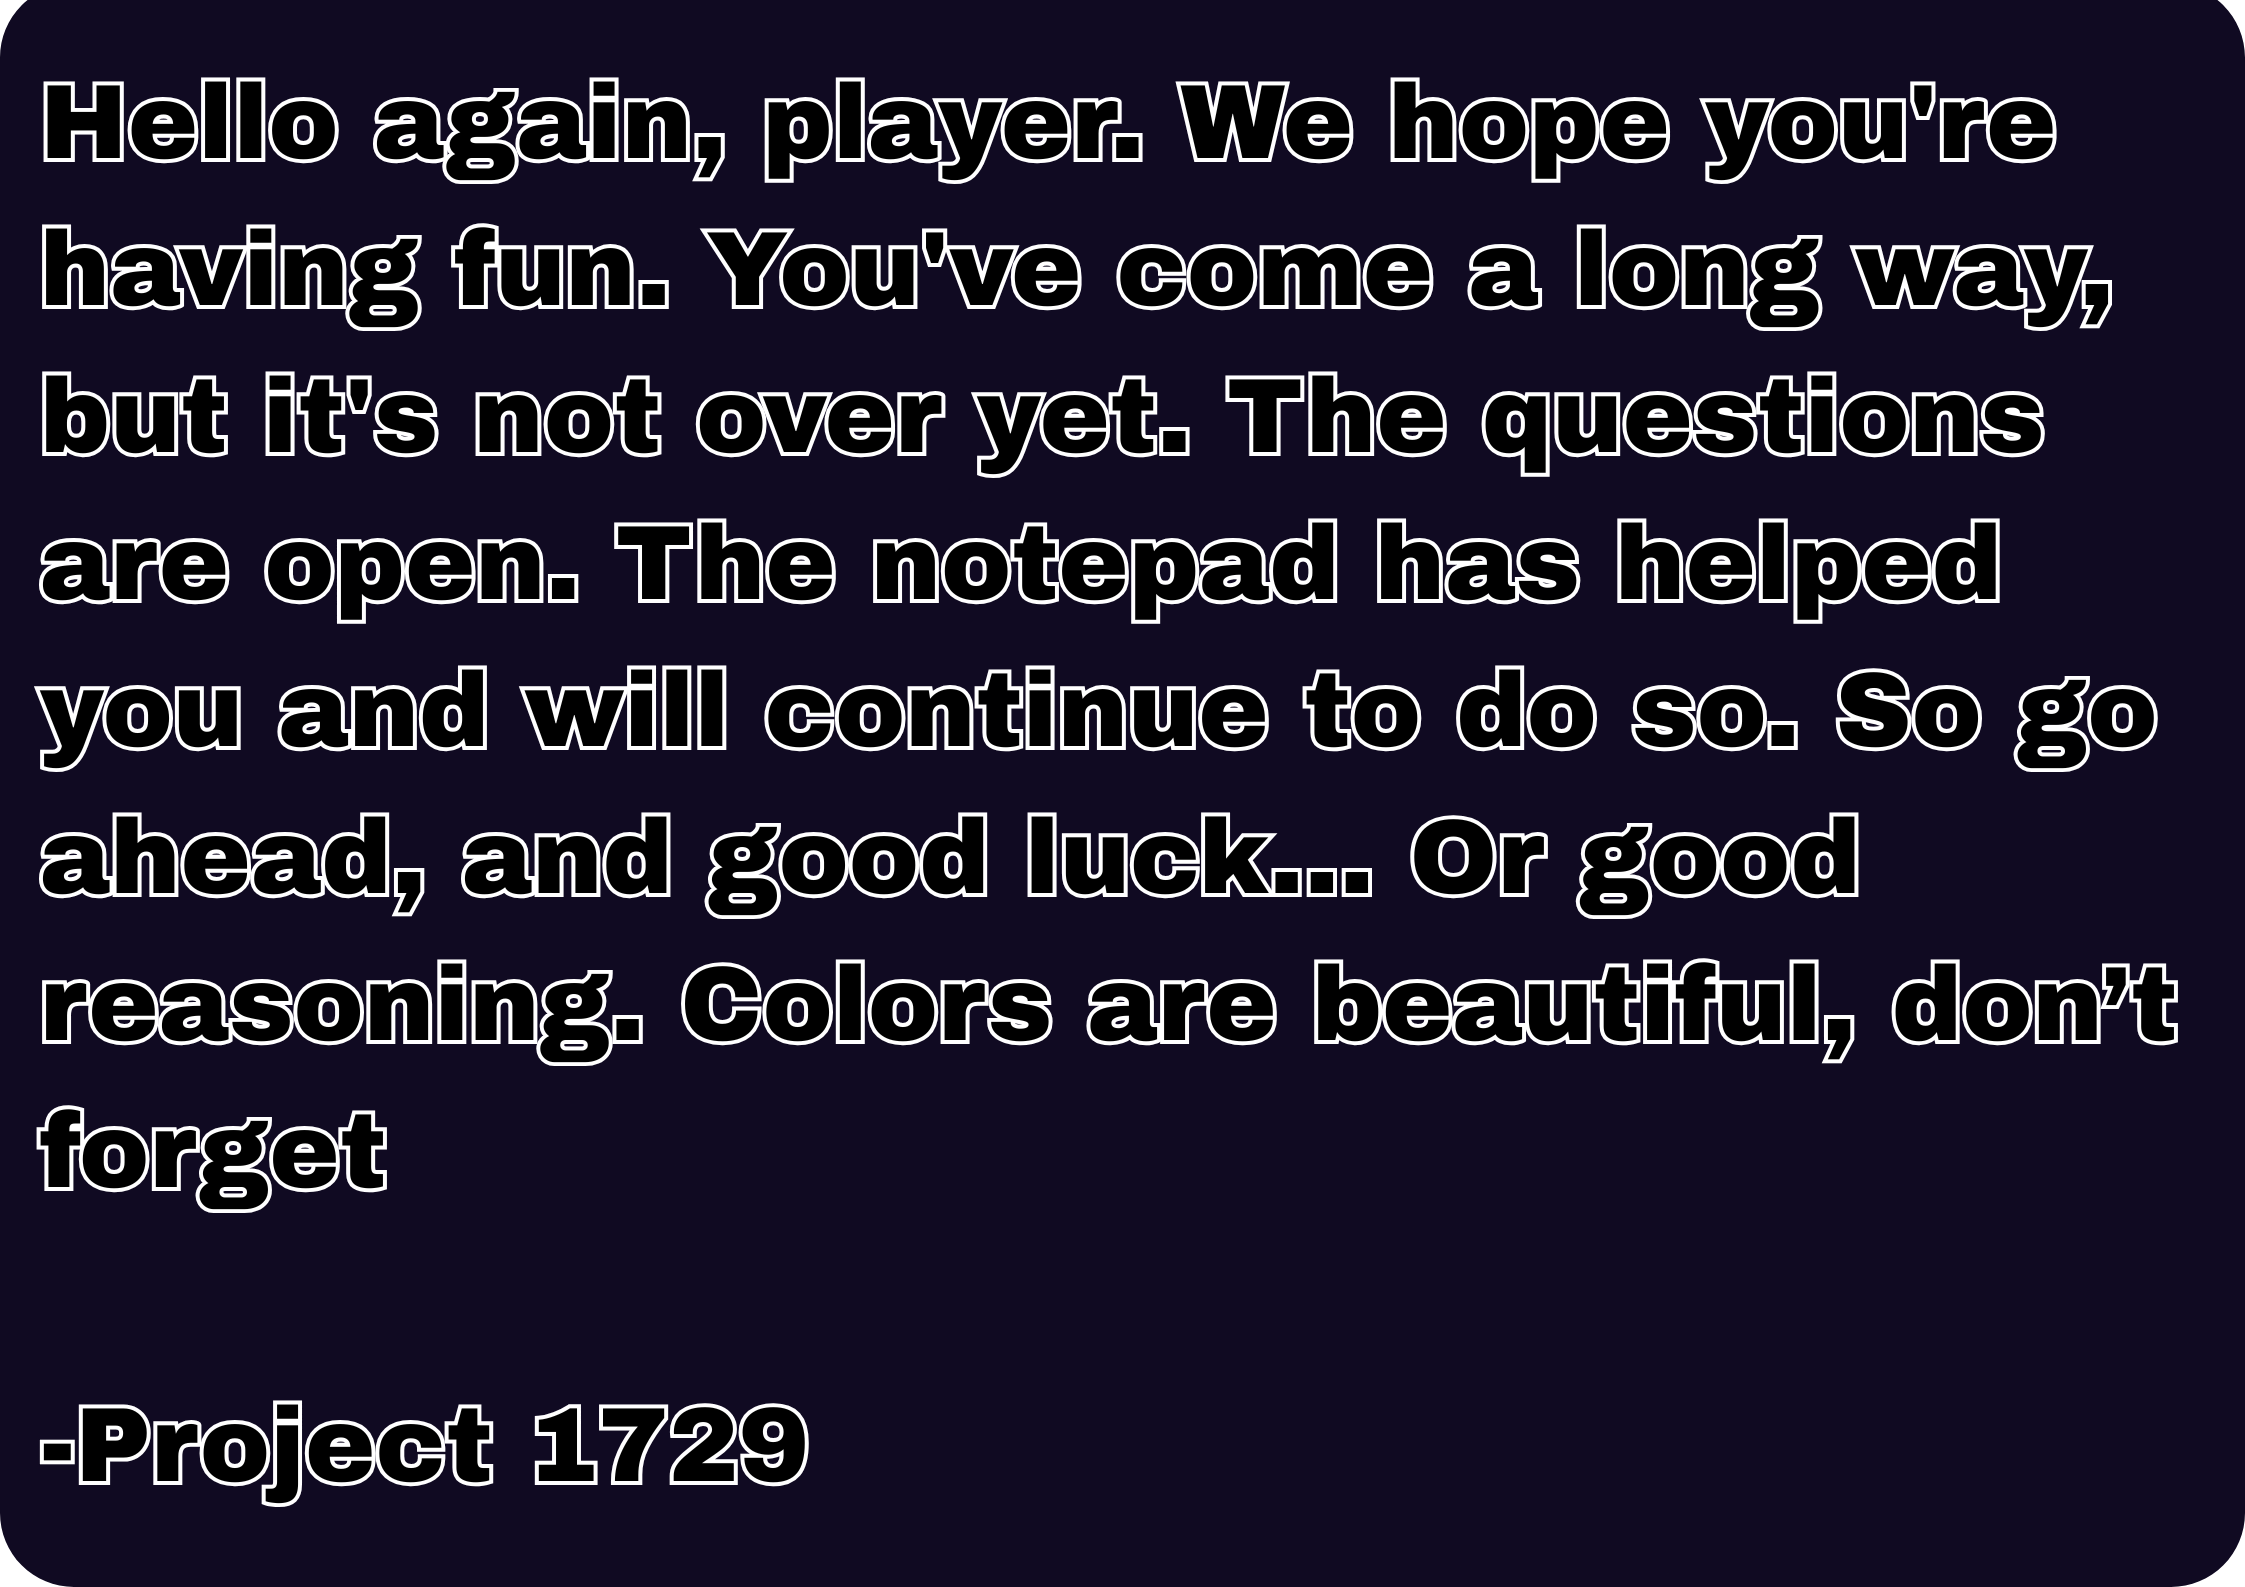 Hello again, player. We hope you're
having fun. You've come a long way,
but it's not over yet. The questions
are open. The notepad has helped
you and will continue to do so. So go
ahead, and good luck... Or good
reasoning. Colors are beautiful, don’t
forget
-Project 1729